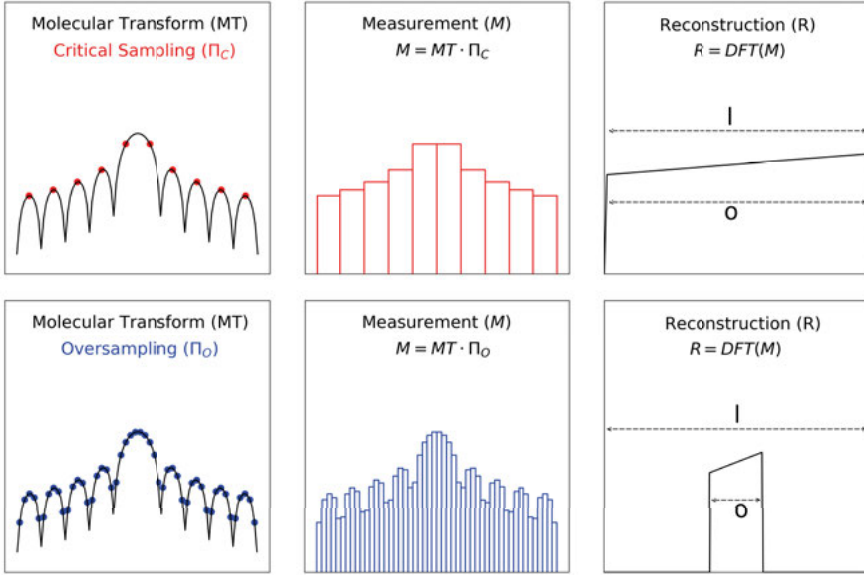 Molecular Transform (MT)
Critical Sampling (Π_C)
Measurement (M)
M = MT · Π_C
Reconstruction (R)
R = DFT(M)
I
O
Molecular Transform (MT)
Oversampling (Π_O)
Measurement (M)
M = MT · Π_O
Reconstruction (R)
R = DFT(M)
I
O